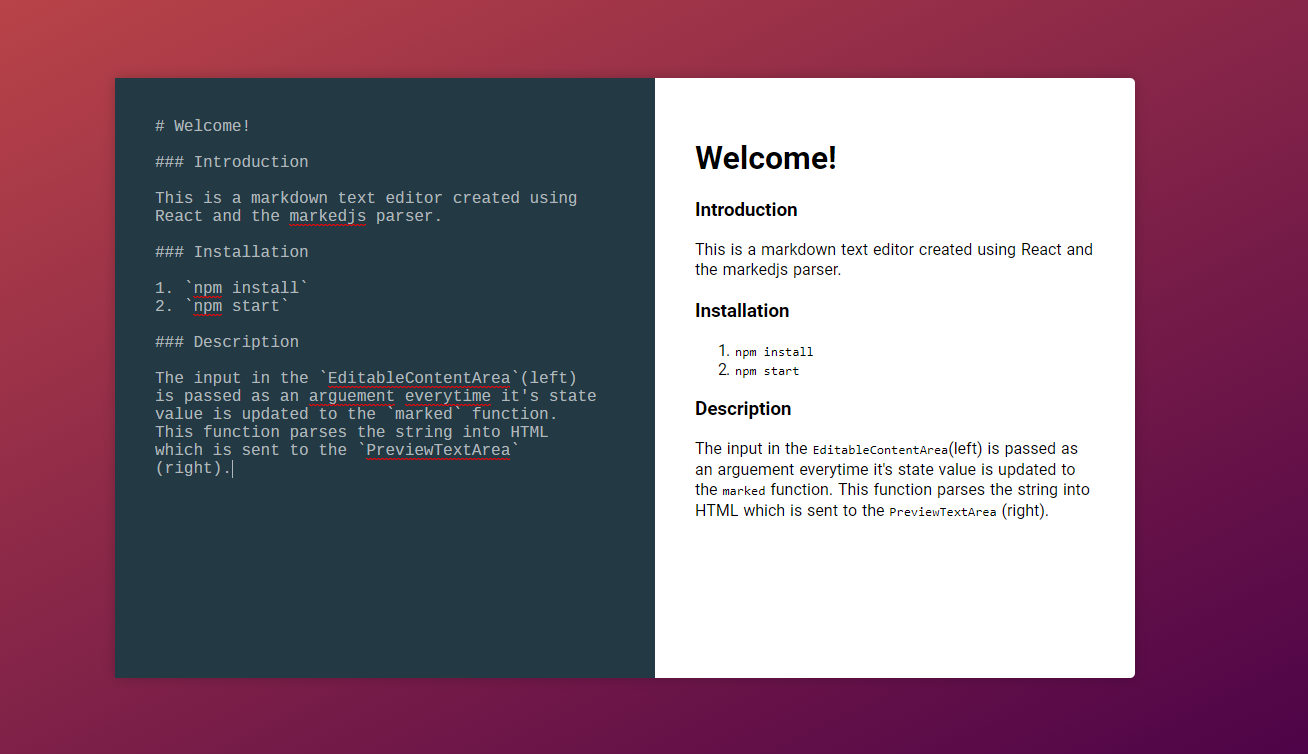 # Welcome!
### Introduction
This is a markdown text editor created using
React and the markedjs parser.
### Installation
1. `npm install`
2. `npm start`
### Description
The input in the `EditableContentArea`(left)
is passed as an arguement everytime it's state
value is updated to the `marked` function.
This function parses the string into HTML
which is sent to the `PreviewTextArea`
(right).
Welcome!
Introduction
This is a markdown text editor created using React and
the markedjs parser.
Installation
1. npm install
2. npm start
Description
The input in the EditableContentArea(left) is passed as
an arguement everytime it's state value is updated to
the marked function. This function parses the string into
HTML which is sent to the PreviewTextArea (right).